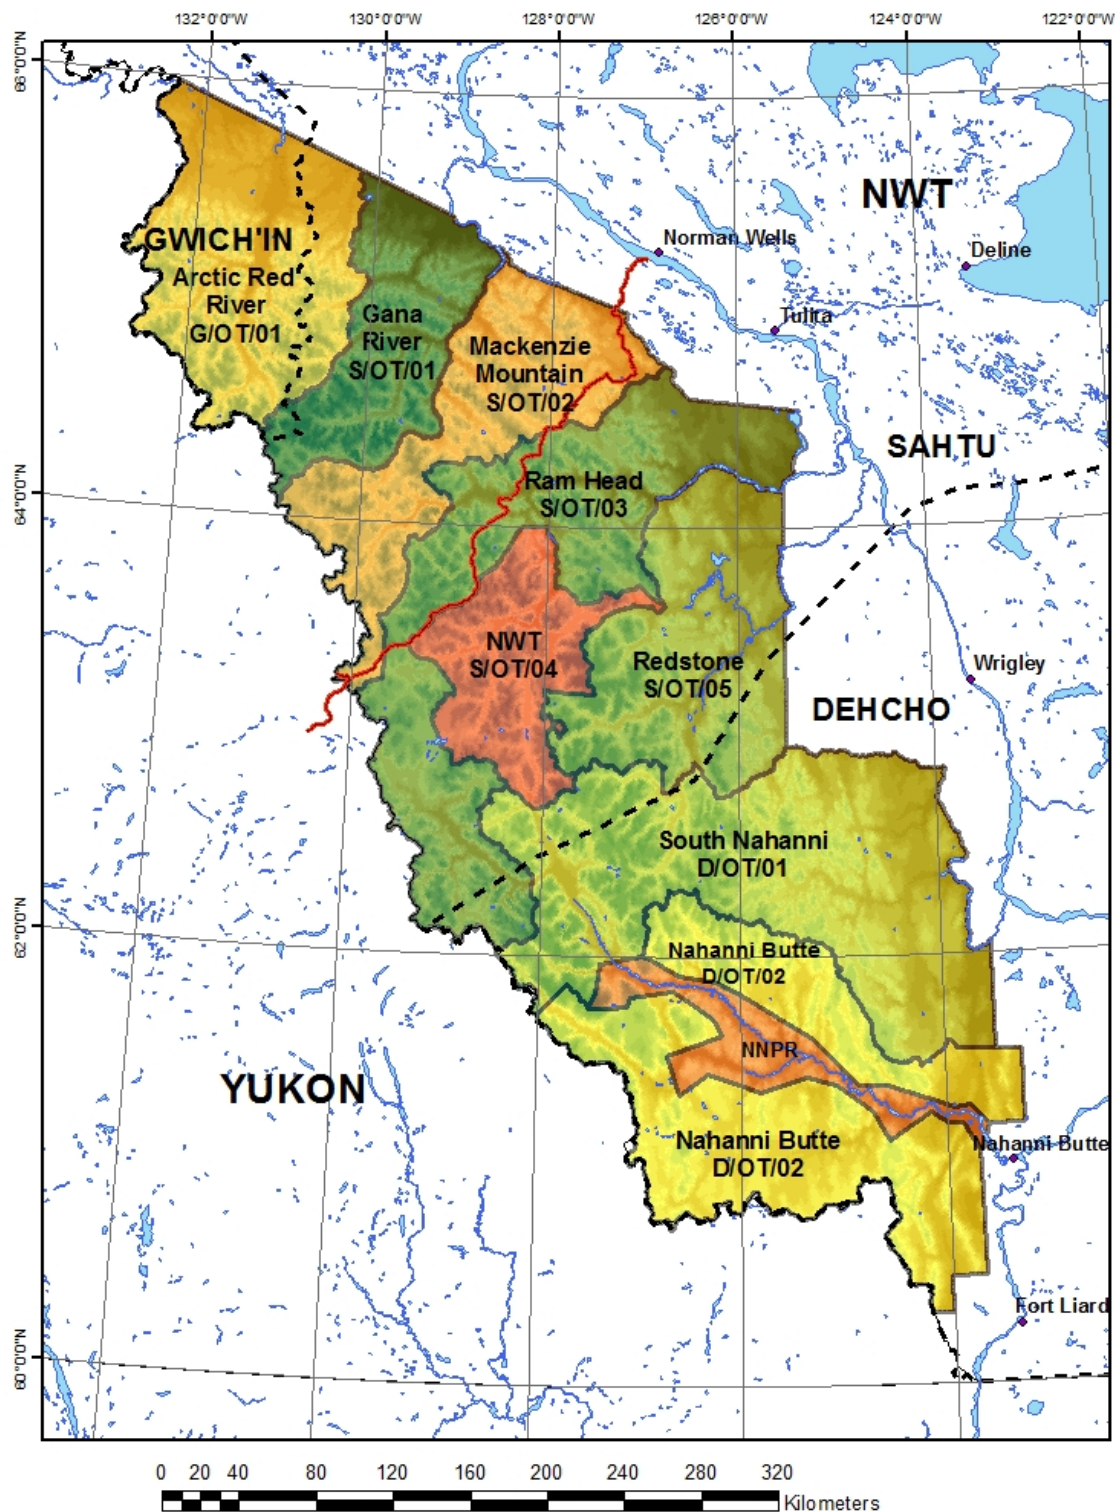 132°0'0"W 130°0'0"W 128°0'0"W 126°0'0"W 124°0'0"W 122°0'0"W
66°0'0"N
NWT
GWICH'IN
Arctic Red
River
G/OT/01
Norman Wells
Deline
Gana
River
S/OT/01
Tulita
Mackenzie
Mountain
S/OT/02
SAHTU
64°0'0"N
Ram Head
S/OT/03
NWT
S/OT/04
Redstone
S/OT/05
Wrigley
DEHCHO
South Nahanni
D/OT/01
62°0'0"N
Nahanni Butte
D/OT/02
NNPR
YUKON
Nahanni Butte
D/OT/02
Nahanni Butte
Fort Liard
60°0'0"N
0 20 40 80 120 160 200 240 280 320
Kilometers